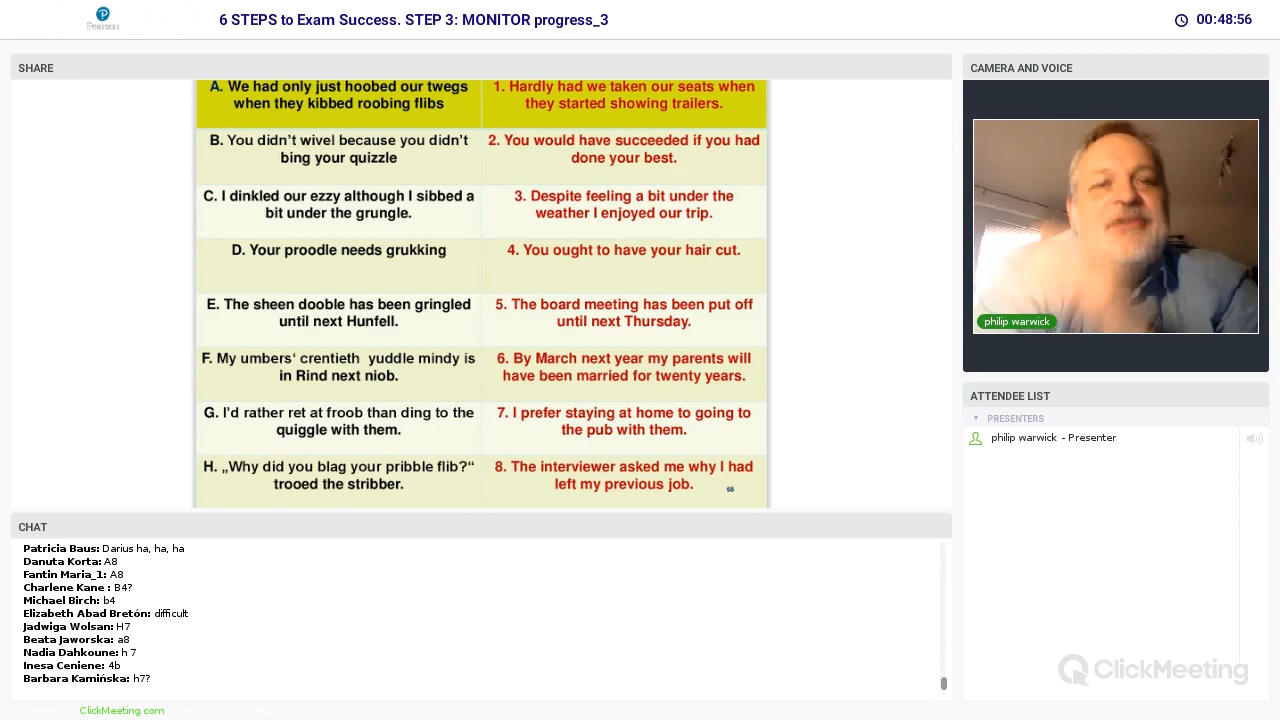 Pearson
6 STEPS to Exam Success. STEP 3: MONITOR progress_3
00:48:56
SHARE
A. We had only just hoobed our twegs
when they kibbed roobing flibs
1. Hardly had we taken our seats when
they started showing trailers.
B. You didn't wivel because you didn't
bing your quizzle
2. You would have succeeded if you had
done your best.
C. I dinkled our ezzy although I sibbed a
bit under the grungle.
3. Despite feeling a bit under the
weather I enjoyed our trip.
D. Your proodle needs grukking
4. You ought to have your hair cut.
E. The sheen dooble has been gringled
until next Hunfell.
5. The board meeting has been put off
until next Thursday.
F. My umbers‘ crentieth yuddle mindy is
in Rind next niob.
6. By March next year my parents will
have been married for twenty years.
G. I'd rather ret at froob than ding to the
quiggle with them.
7. I prefer staying at home to going to
the pub with them.
H. „Why did you blag your pribble flib?“
trooed the stribber.
8. The interviewer asked me why I had
left my previous job.
68
CAMERA AND VOICE
philip warwick
ATTENDEE LIST
PRESENTERS
philip warwick - Presenter
CHAT
Patricia Baus: Darius ha, ha, ha
Danuta Korta: A8
Fantin Maria_1: A8
Charlene Kane : B4?
Michael Birch: b4
Elizabeth Abad Bretón: difficult
Jadwiga Wolsan: H7
Beata Jaworska: a8
Nadia Dahkoune: h 7
Inesa Ceniene: 4b
Barbara Kamińska: h7?
ClickMeeting
ClickMeeting.com